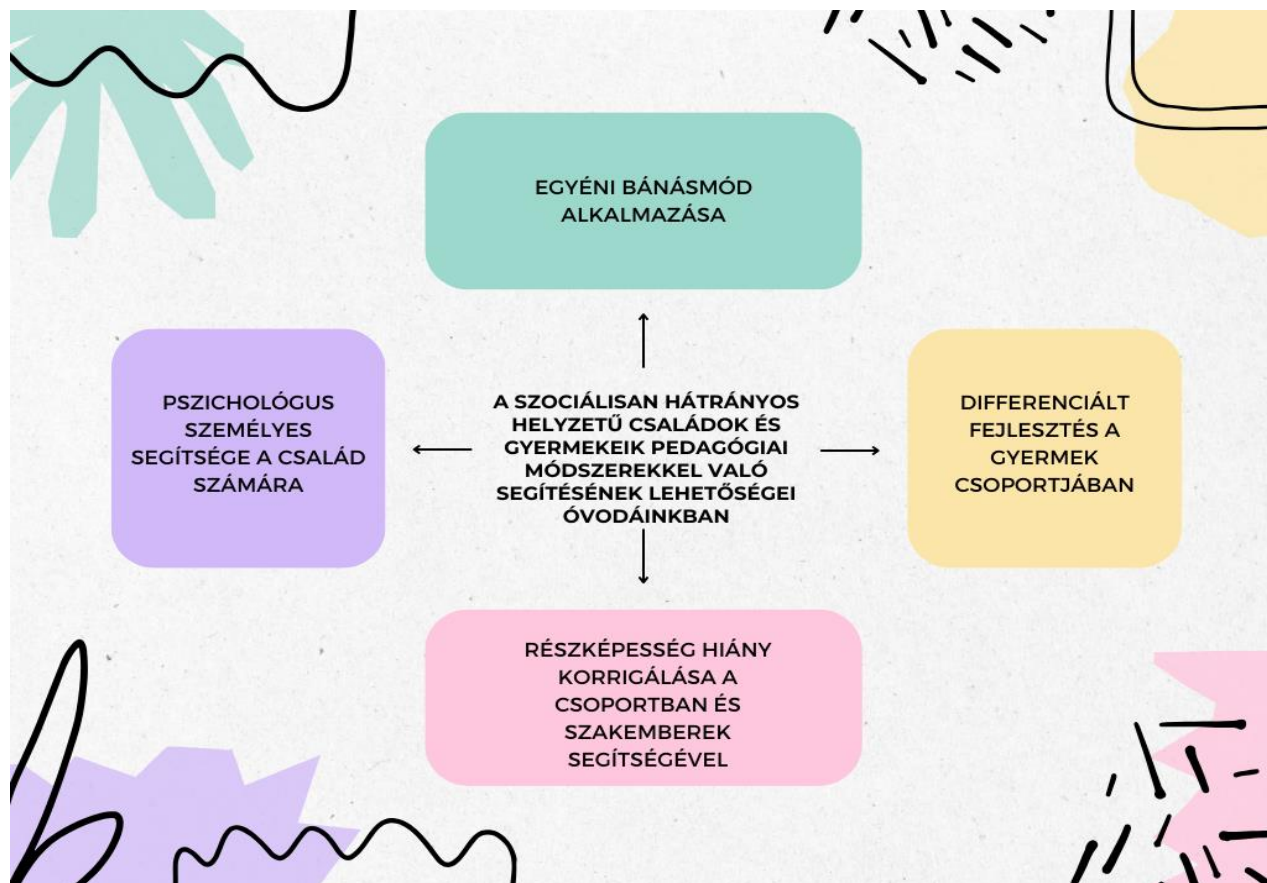 EGYÉNI BÁNÁSMÓD
ALKALMAZÁSA
PSZICHOLÓGUS
SZEMÉLYES
SEGÍTSÉGE A CSALÁD
SZÁMÁRA
A SZOCIÁLISAN HÁTRÁNYOS
HELYZETŰ CSALÁDOK ÉS
GYERMEKEIK PEDAGÓGIAI
MÓDSZEREKKEL VALÓ
SEGÍTÉSÉNEK LEHETŐSÉGEI
ÓVODÁINKBAN
DIFFERENCIÁLT
FEJLESZTÉS A
GYERMEK
CSOPORTJÁBAN
RÉSZKÉPESSÉG HIÁNY
KORRIGÁLÁSA A
CSOPORTBAN ÉS
SZAKEMBEREK
SEGÍTSÉGÉVEL